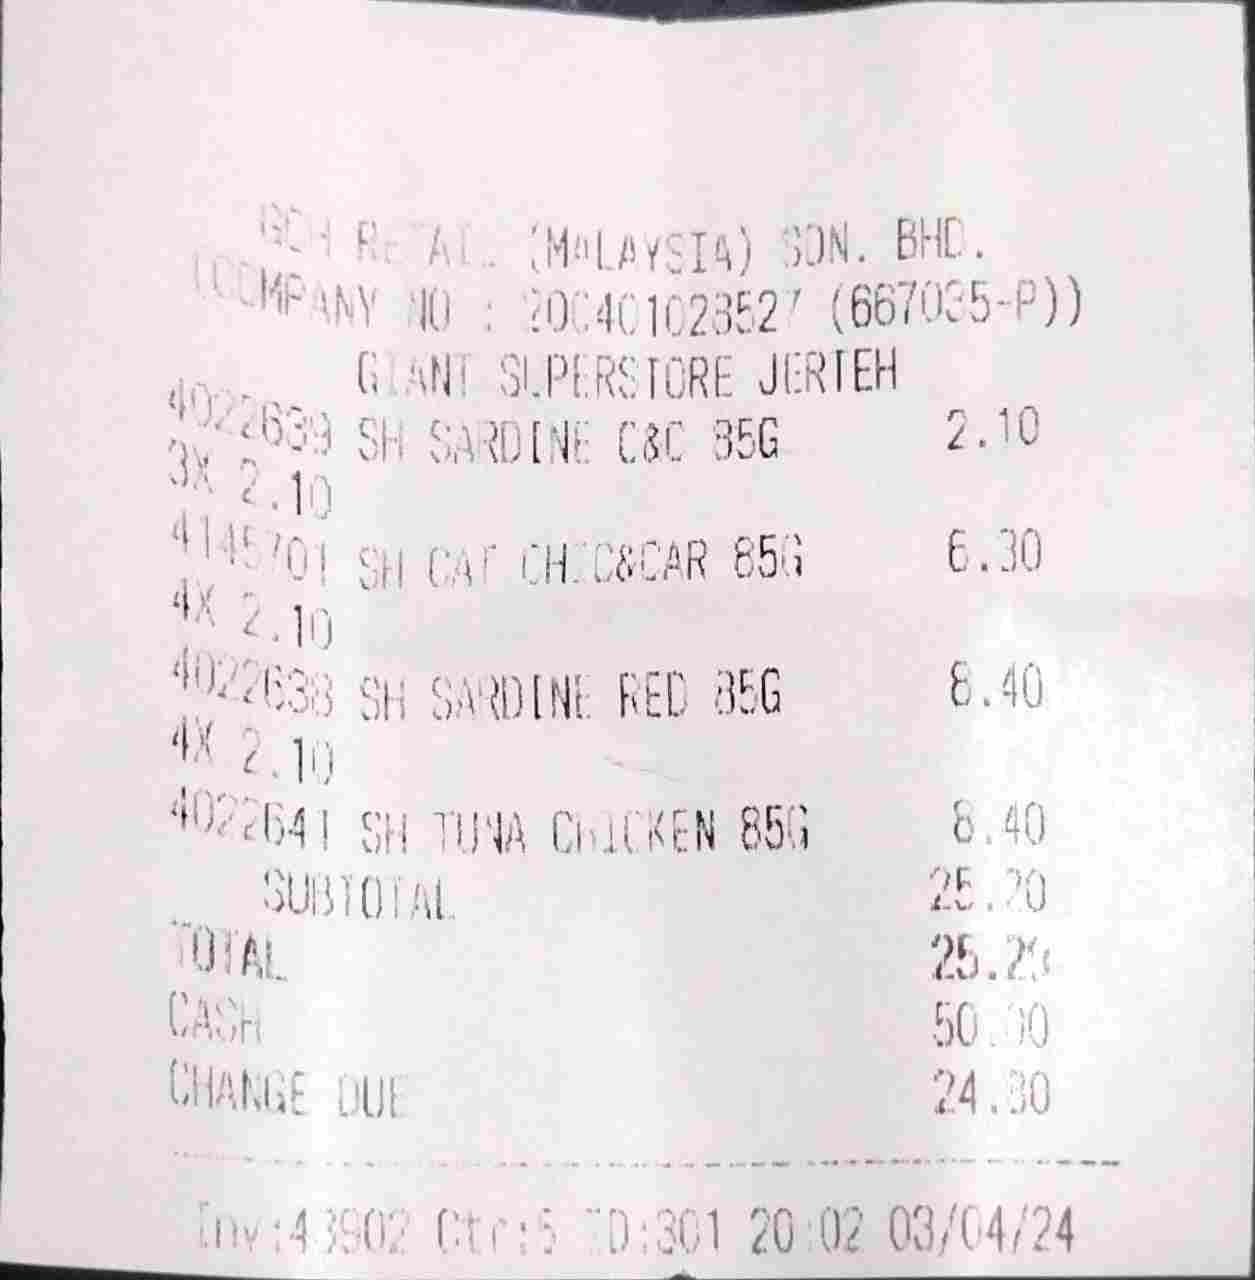 GCH RETAIL (MALAYSIA) SDN. BHD.
COMPANY NO : 200401023527 (667035-P))
GIANT SUPERSTORE JERTEH
4022639 SH SARDINE C&C 85G 2.10
3X 2.10
4145701 SH CAT CHIC&CAR 85G 6.30
4X 2.10
4022638 SH SARDINE RED 85G 8.40
4X 2.10
4022641 SH TUNA CHICKEN 85G 8.40
SUBTOTAL 25.20
TOTAL 25.20
CASH 50.00
CHANGE DUE 24.80
Inv:43902 Ctr:5 ID:301 20:02 03/04/24